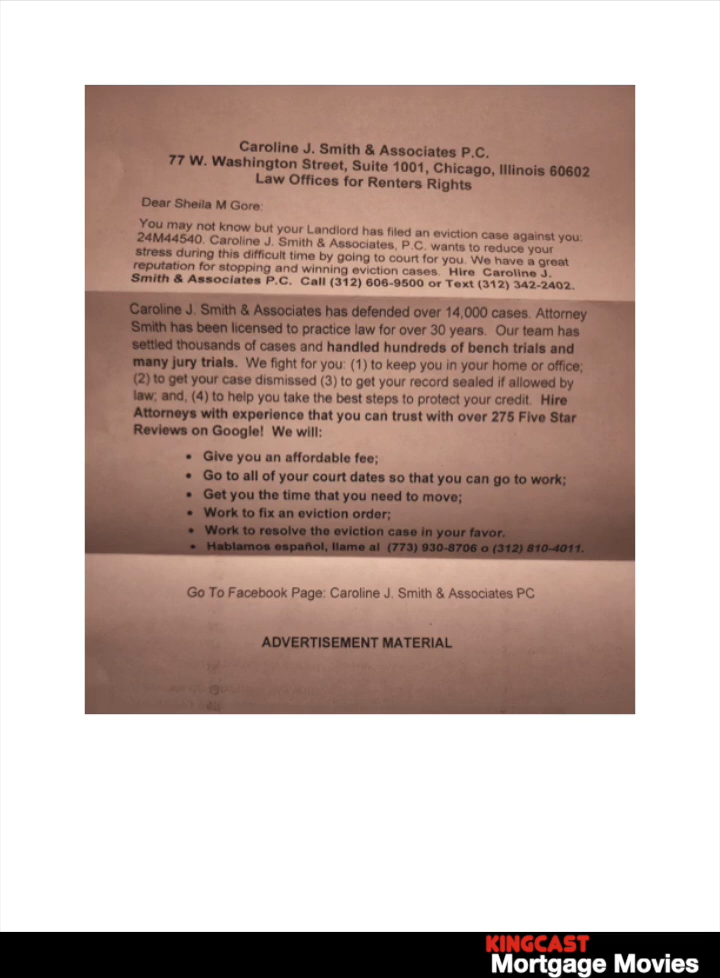 Caroline J. Smith & Associates P.C.
77 W. Washington Street, Suite 1001, Chicago, Illinois 60602
Law Offices for Renters Rights
Dear Sheila M Gore:
You may not know but your Landlord has filed an eviction case against you:
24M44540. Caroline J. Smith & Associates, P.C. wants to reduce your
stress during this difficult time by going to court for you. We have a great
reputation for stopping and winning eviction cases. Hire Caroline J.
Smith & Associates P.C. Call (312) 606-9500 or Text (312) 342-2402.
Caroline J. Smith & Associates has defended over 14,000 cases. Attorney
Smith has been licensed to practice law for over 30 years. Our team has
settled thousands of cases and handled hundreds of bench trials and
many jury trials. We fight for you: (1) to keep you in your home or office;
(2) to get your case dismissed (3) to get your record sealed if allowed by
law; and, (4) to help you take the best steps to protect your credit. Hire
Attorneys with experience that you can trust with over 275 Five Star
Reviews on Google! We will:
• Give you an affordable fee;
• Go to all of your court dates so that you can go to work;
• Get you the time that you need to move;
• Work to fix an eviction order;
• Work to resolve the eviction case in your favor.
• Hablamos español, llame al (773) 930-8706 o (312) 810-4011.
Go To Facebook Page: Caroline J. Smith & Associates PC
ADVERTISEMENT MATERIAL
KINGCAST
Mortgage Movies